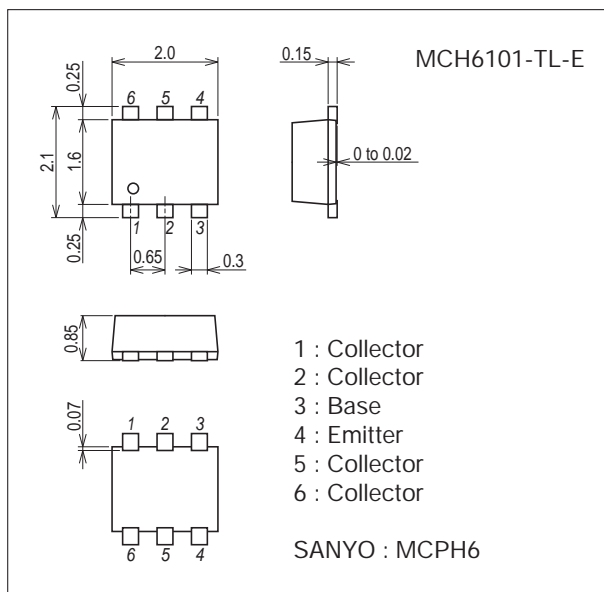 MCH6101-TL-E
2.0
0.15
0.25
6 5 4
2.1
1.6
0 to 0.02
0.25
1 2 3
0.65
0.3
0.85
1 : Collector
2 : Collector
3 : Base
4 : Emitter
5 : Collector
6 : Collector
0.07
1 2 3
6 5 4
SANYO : MCPH6